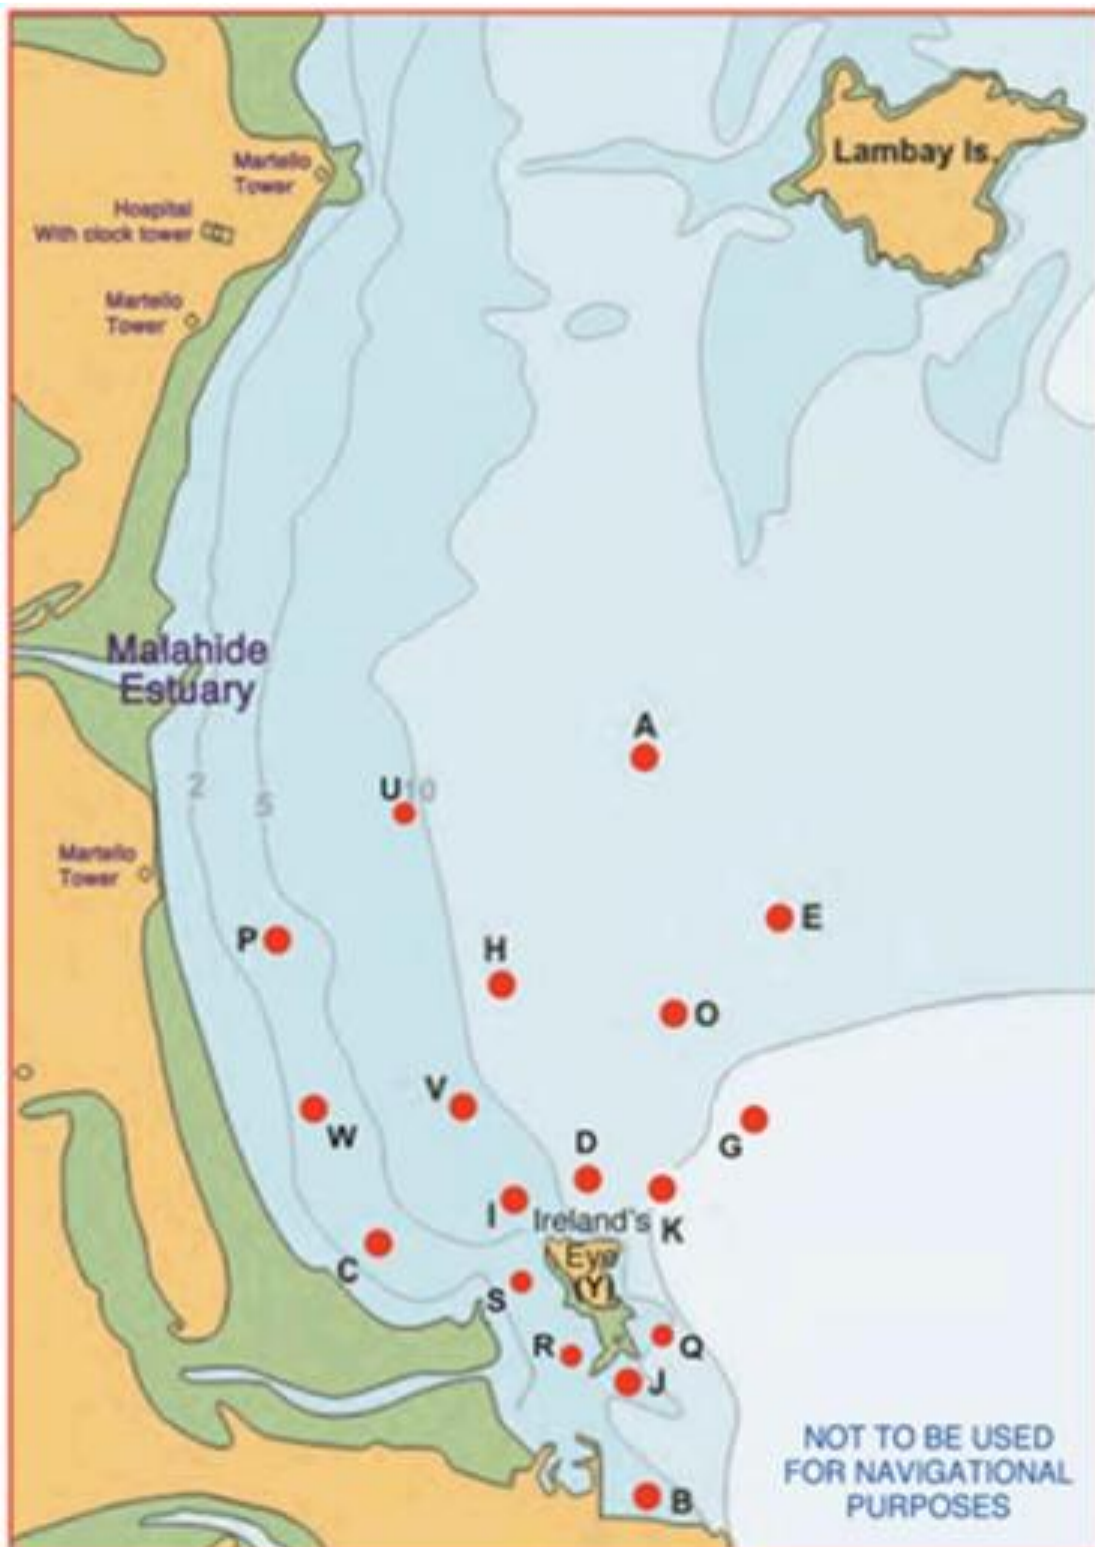 Lambay Is.
Martello
Tower
Hospital
With clock tower
Martello
Tower
Malahide
Estuary
A
2
U10
5
Martello
Tower
E
P
H
O
V
W
D
G
I
Ireland's
K
Eye
(Y)
C
S
R
Q
J
NOT TO BE USED
FOR NAVIGATIONAL
PURPOSES
B